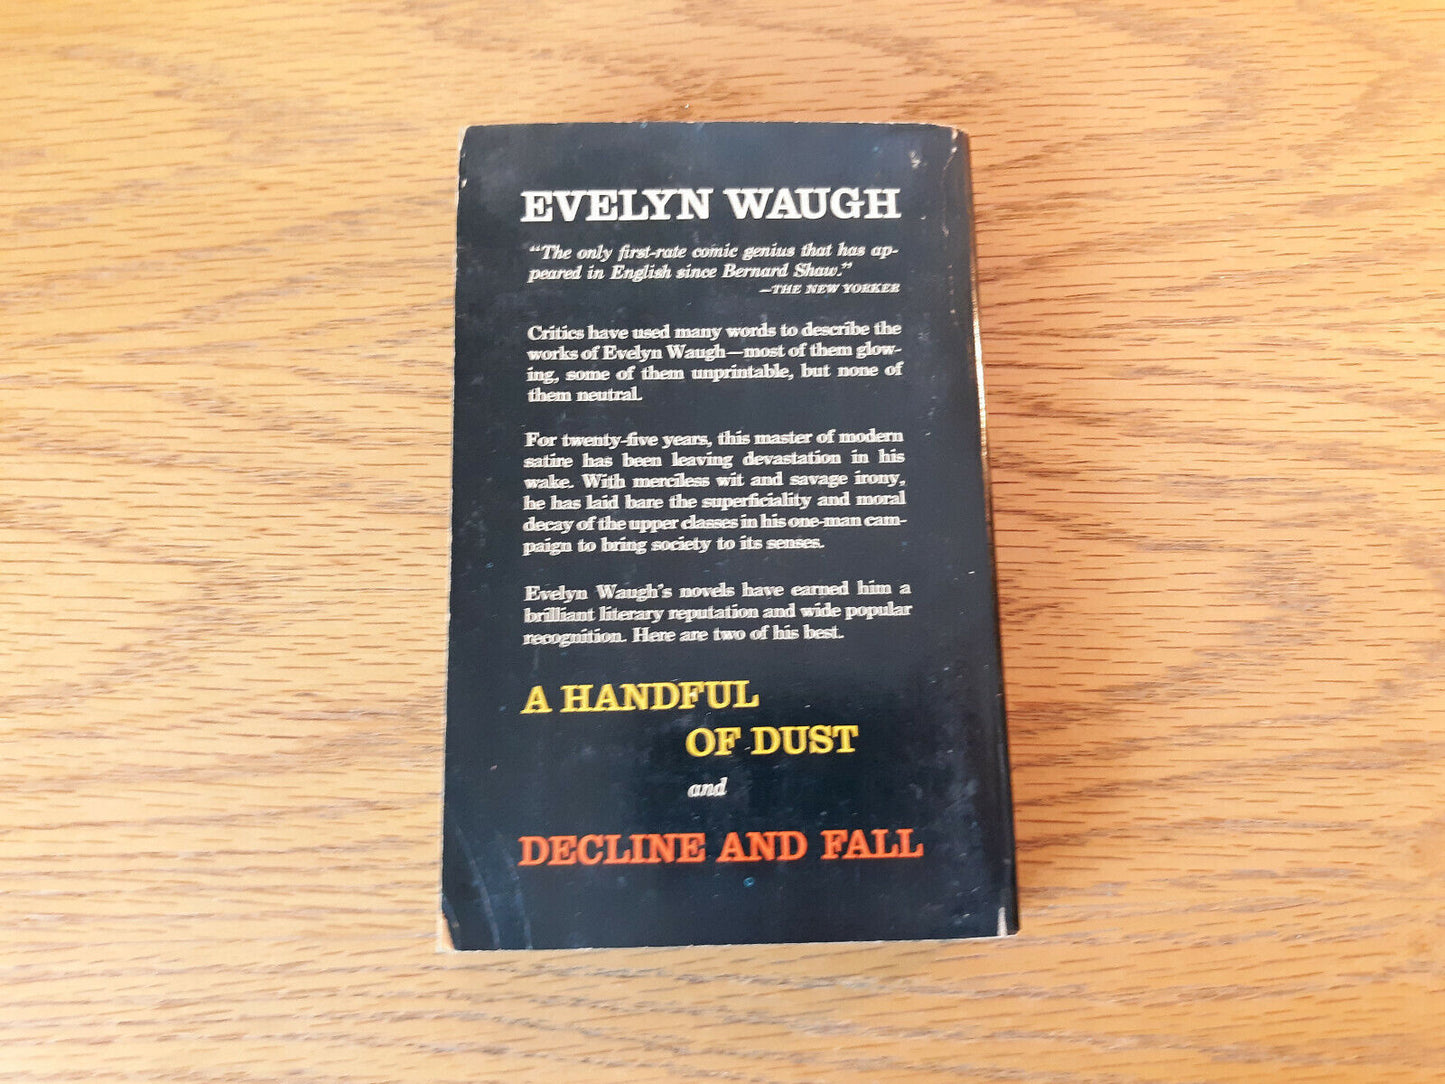 EVELYN WAUGH
“The only first-rate comic genius that has ap-
peared in English since Bernard Shaw.”
—THE NEW YORKER
Critics have used many words to describe the
works of Evelyn Waugh—most of them glow-
ing, some of them unprintable, but none of
them neutral.
For twenty-five years, this master of modern
satire has been leaving devastation in his
wake. With merciless wit and savage irony,
he has laid bare the superficiality and moral
decay of the upper classes in his one-man cam-
paign to bring society to its senses.
Evelyn Waugh’s novels have earned him a
brilliant literary reputation and wide popular
recognition. Here are two of his best.
A HANDFUL
OF DUST
and
DECLINE AND FALL